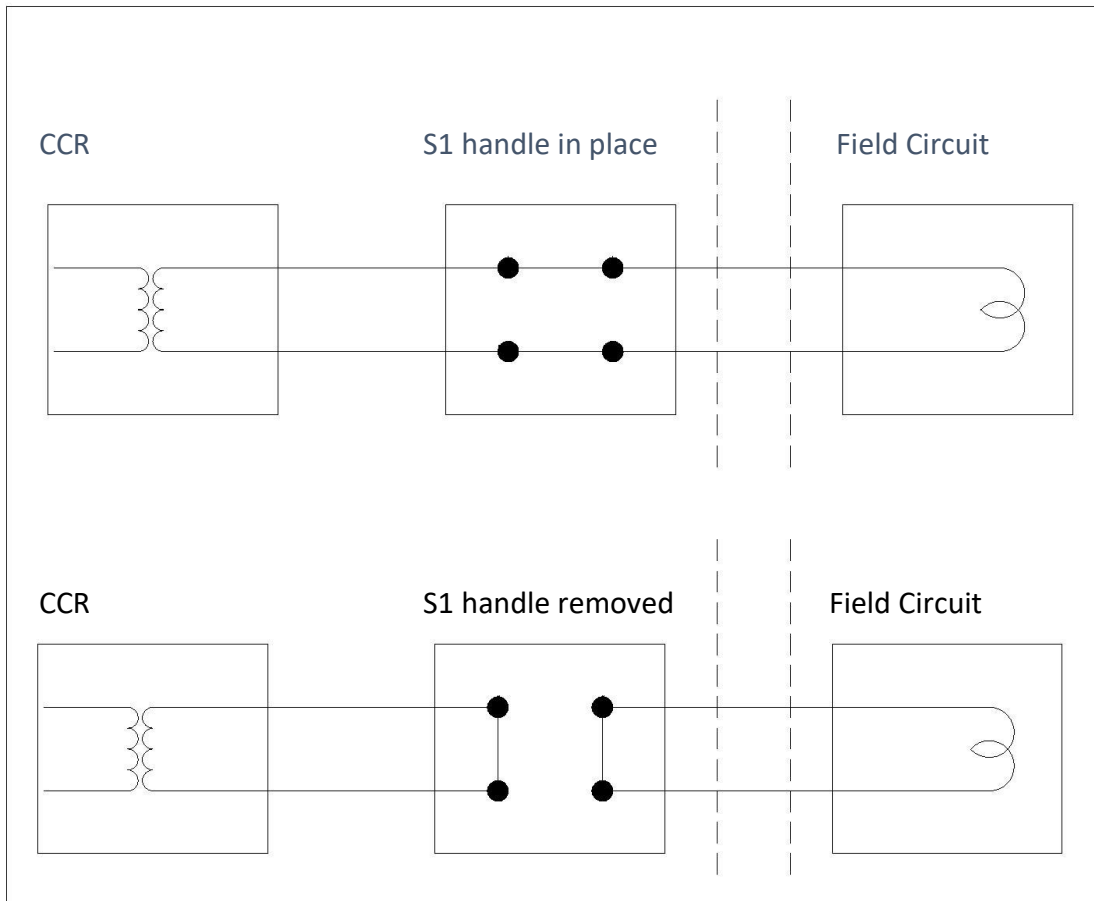 CCR
S1 handle in place
Field Circuit
CCR
S1 handle removed
Field Circuit